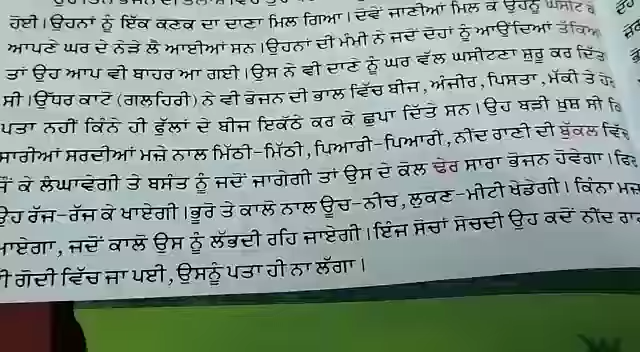 ਹੋਈ। ਉਹਨਾਂ ਨੂੰ ਇੱਕ ਕਣਕ ਦਾ ਦਾਣਾ ਮਿਲ ਗਿਆ। ਦੋਵੇਂ ਜਾਣੀਆਂ ਮਿਲ ਕੇ ਉਹਨੂੰ ਘਸੀਟ ਕੇ
ਆਪਣੇ ਘਰ ਦੇ ਨੇੜੇ ਲੈ ਆਈਆਂ ਸਨ। ਉਹਨਾਂ ਦੀ ਮੰਮੀ ਨੇ ਜਦੋਂ ਦੋਹਾਂ ਨੂੰ ਆਉਂਦਿਆਂ ਤੱਕਿਆ
ਤਾਂ ਉਹ ਆਪ ਵੀ ਬਾਹਰ ਆ ਗਈ। ਉਸ ਨੇ ਵੀ ਦਾਣੇ ਨੂੰ ਘਰ ਵੱਲ ਘਸੀਟਣਾ ਸ਼ੁਰੂ ਕਰ ਦਿੱਤਾ
ਸੀ। ਉੱਧਰ ਕਾਟੋ (ਗਲਹਿਰੀ) ਨੇ ਵੀ ਭੋਜਨ ਦੀ ਭਾਲ ਵਿੱਚ ਬੀਜ, ਅੰਜੀਰ, ਪਿਸਤਾ, ਮੱਕੀ ਤੇ
ਪਤਾ ਨਹੀਂ ਕਿੰਨੇ ਹੀ ਫੁੱਲਾਂ ਦੇ ਬੀਜ ਇਕੱਠੇ ਕਰ ਕੇ ਛੁਪਾ ਦਿੱਤੇ ਸਨ। ਉਹ ਬੜੀ ਖ਼ੁਸ਼ ਸੀ ਕਿ
ਸਾਰੀਆਂ ਸਰਦੀਆਂ ਮਜ਼ੇ ਨਾਲ ਮਿੱਠੀ-ਮਿੱਠੀ, ਪਿਆਰੀ-ਪਿਆਰੀ, ਨੀਂਦ ਰਾਣੀ ਦੀ ਬੁੱਕਲ ਵਿੱਚ
ਸੌਂ ਕੇ ਲੰਘਾਵੇਗੀ ਤੇ ਬਸੰਤ ਨੂੰ ਜਦੋਂ ਜਾਗੇਗੀ ਤਾਂ ਉਸ ਦੇ ਕੋਲ ਢੇਰ ਸਾਰਾ ਭੋਜਨ ਹੋਵੇਗਾ।
ਉਹ ਰੱਜ-ਰੱਜ ਕੇ ਖਾਏਗੀ। ਭੂਰੋ ਤੇ ਕਾਲੋ ਨਾਲ ਊਚ-ਨੀਚ, ਲੁਕਣ-ਮੀਟੀ ਖੇਡੇਗੀ। ਕਿੰਨਾ ਮਜ਼ਾ
ਆਏਗਾ, ਜਦੋਂ ਕਾਲੋ ਉਸ ਨੂੰ ਲੱਭਦੀ ਰਹਿ ਜਾਏਗੀ। ਇੰਜ ਸੋਚਾਂ ਸੋਚਦੀ ਉਹ ਕਦੋਂ ਨੀਂਦ
ਦੀ ਗੋਦੀ ਵਿੱਚ ਜਾ ਪਈ, ਉਸਨੂੰ ਪਤਾ ਹੀ ਨਾ ਲੱਗਾ।